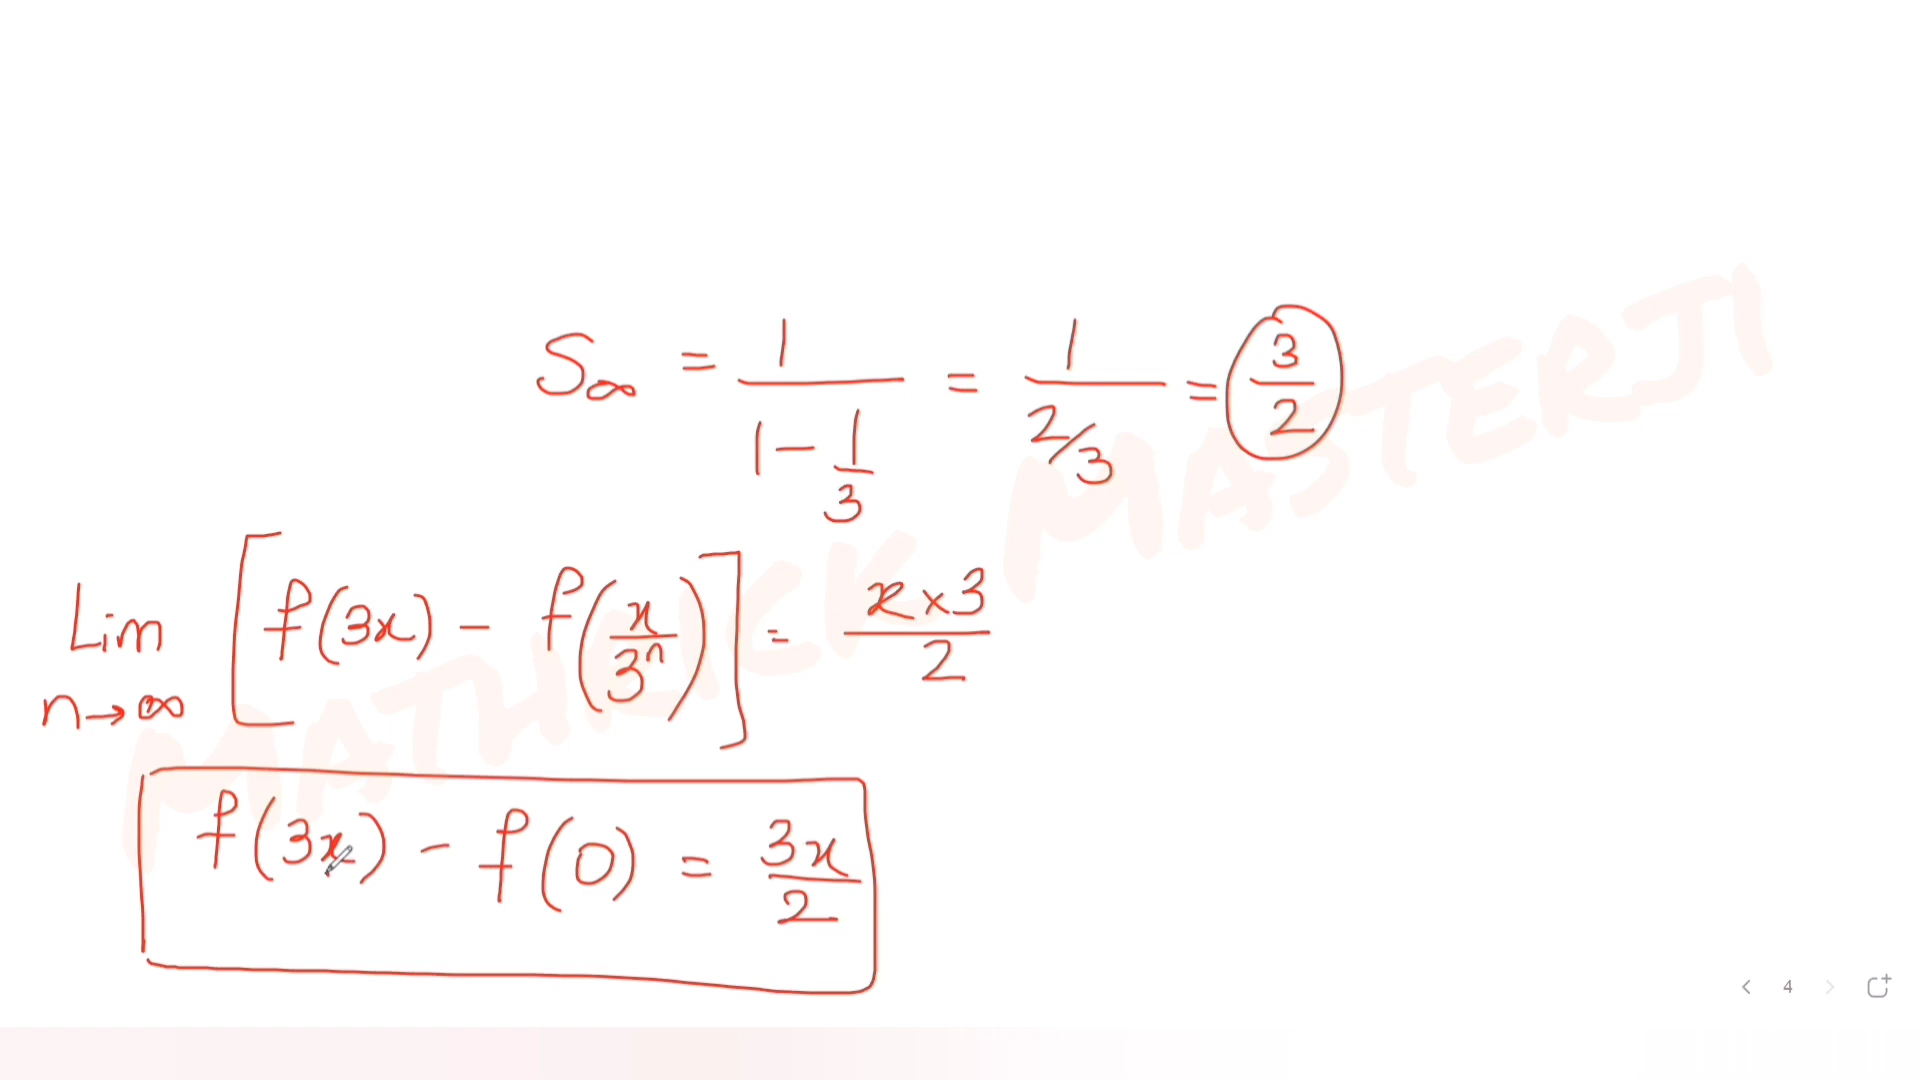 S∞ = 1/(1 - 1/3) = 1/(2/3) = 3/2
Lim n→∞ [f(3x) - f(x/3ⁿ)] = x×3/2
f(3x) - f(0) = 3x/2
MATHRICK MASTERJI
4